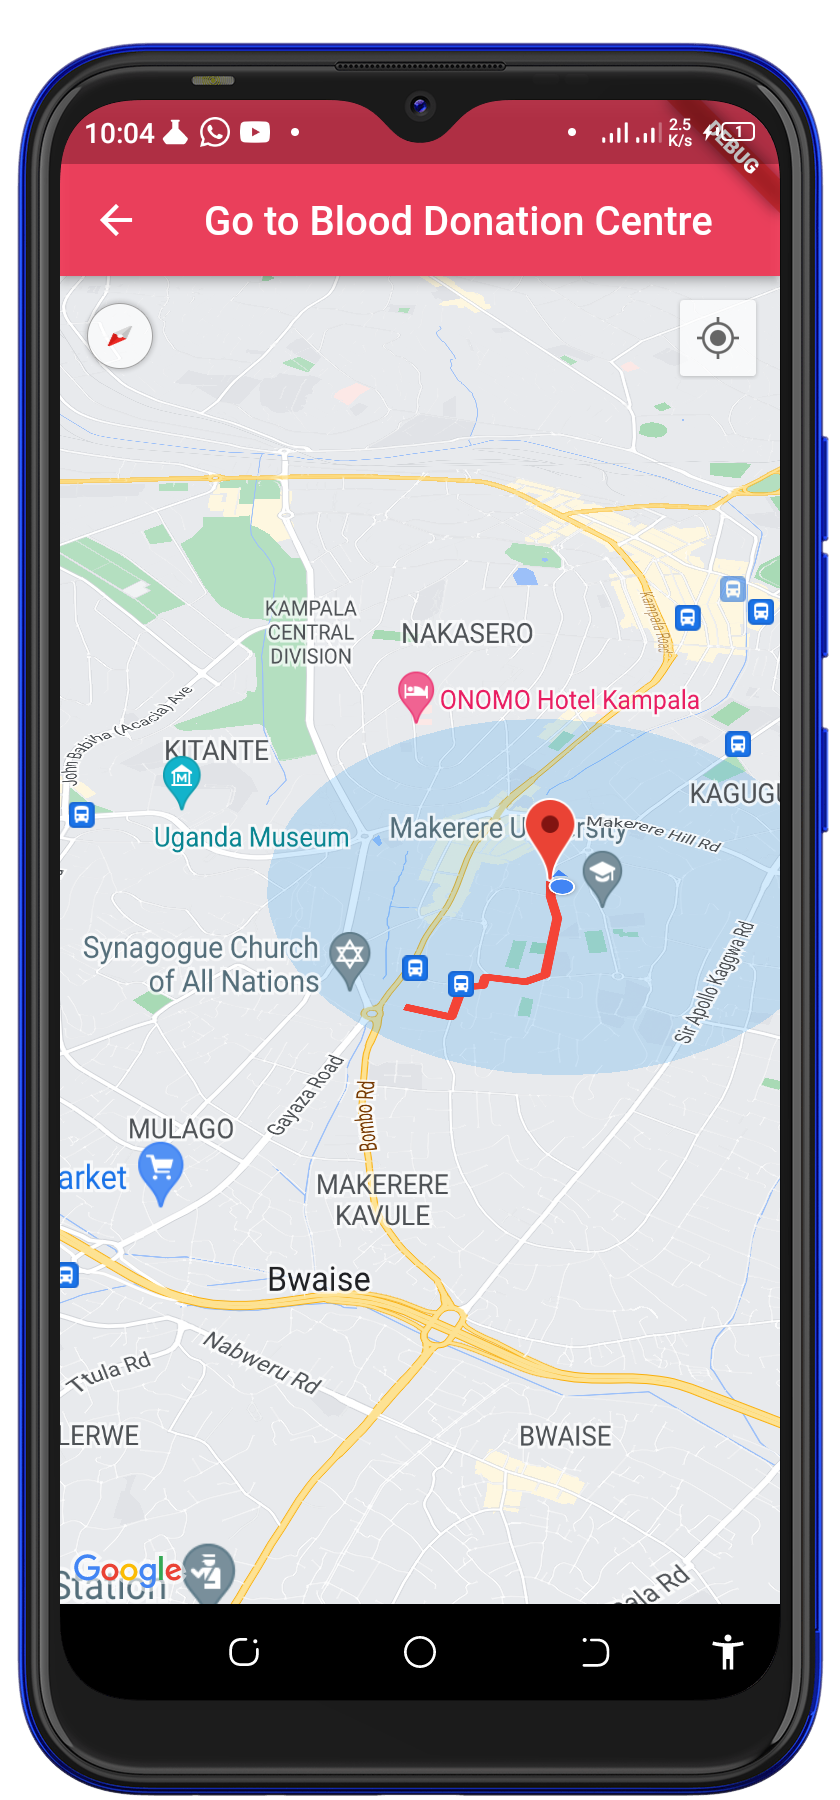 10:04
2.5
K/s
1
DEBUG
Go to Blood Donation Centre
KAMPALA
CENTRAL
DIVISION
NAKASERO
Kampala Road
ONOMO Hotel Kampala
John Babiha (Acacia) Ave
KITANTE
M
Uganda Museum
KAGUGU
Makerere Hill Rd
Synagogue Church
of All Nations
Sir Apollo Kaggwa Rd
Gayaza Road
Bombo Rd
MULAGO
arket
MAKERERE
KAVULE
Bwaise
Ttula Rd
Nabweru Rd
LERWE
BWAISE
Google
Station
ala Rd